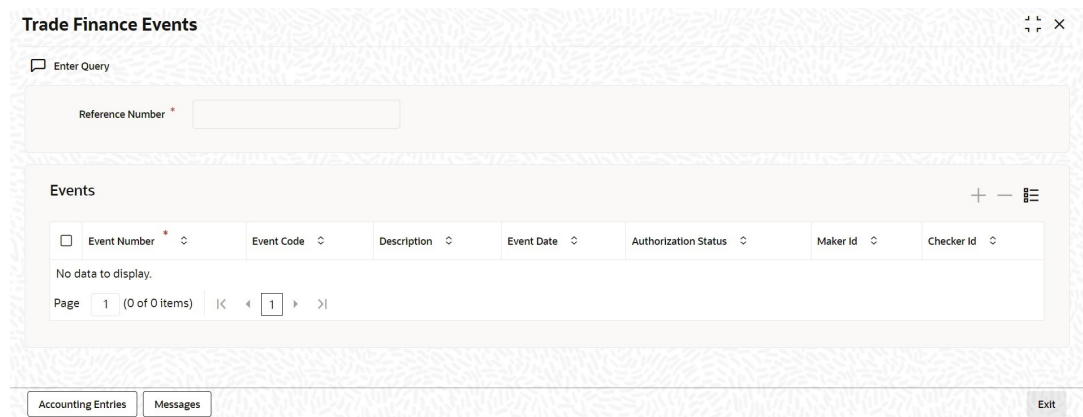 Trade Finance Events
Enter Query
Reference Number *
Events
Event Number * Event Code Description Event Date Authorization Status Maker Id Checker Id
No data to display.
Page 1 (0 of 0 items) 1
Accounting Entries Messages Exit